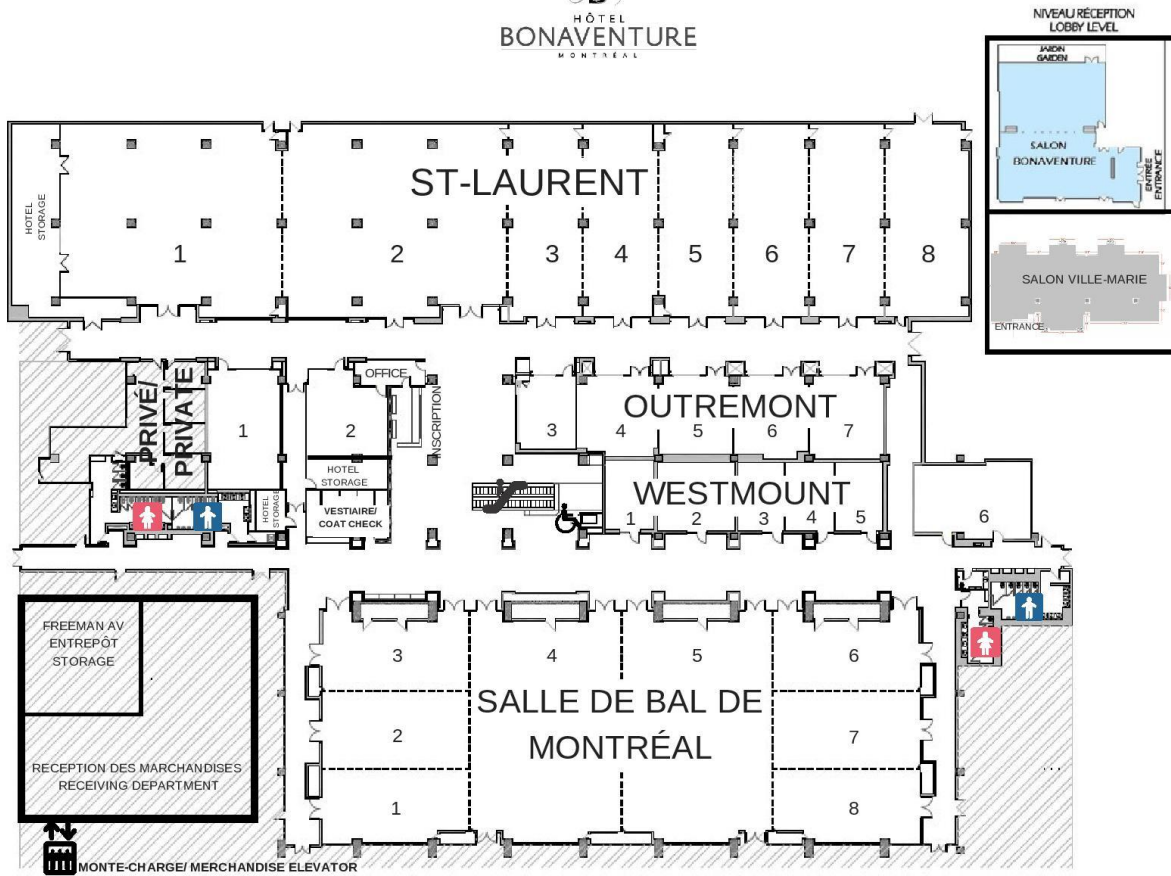 HÔTEL
BONAVENTURE
MONTRÉAL
NIVEAU RÉCEPTION
LOBBY LEVEL
JARDIN
GARDEN
SALON
BONAVENTURE
ENTRÉE
ENTRANCE
SALON VILLE-MARIE
ENTRANCE
HOTEL
STORAGE
ST-LAURENT
1
2
3
4
5
6
7
8
PRIVÉ/
PRIVATE
1
2
OFFICE
INSCRIPTION
HOTEL
STORAGE
HOTEL
STORAGE
VESTIAIRE/
COAT CHECK
OUTREMONT
3
4
5
6
7
WESTMOUNT
1
2
3
4
5
6
FREEMAN AV
ENTREPÔT
STORAGE
RECEPTION DES MARCHANDISES
RECEIVING DEPARTMENT
MONTE-CHARGE/ MERCHANDISE ELEVATOR
3
4
5
6
SALLE DE BAL DE
MONTRÉAL
2
7
1
8